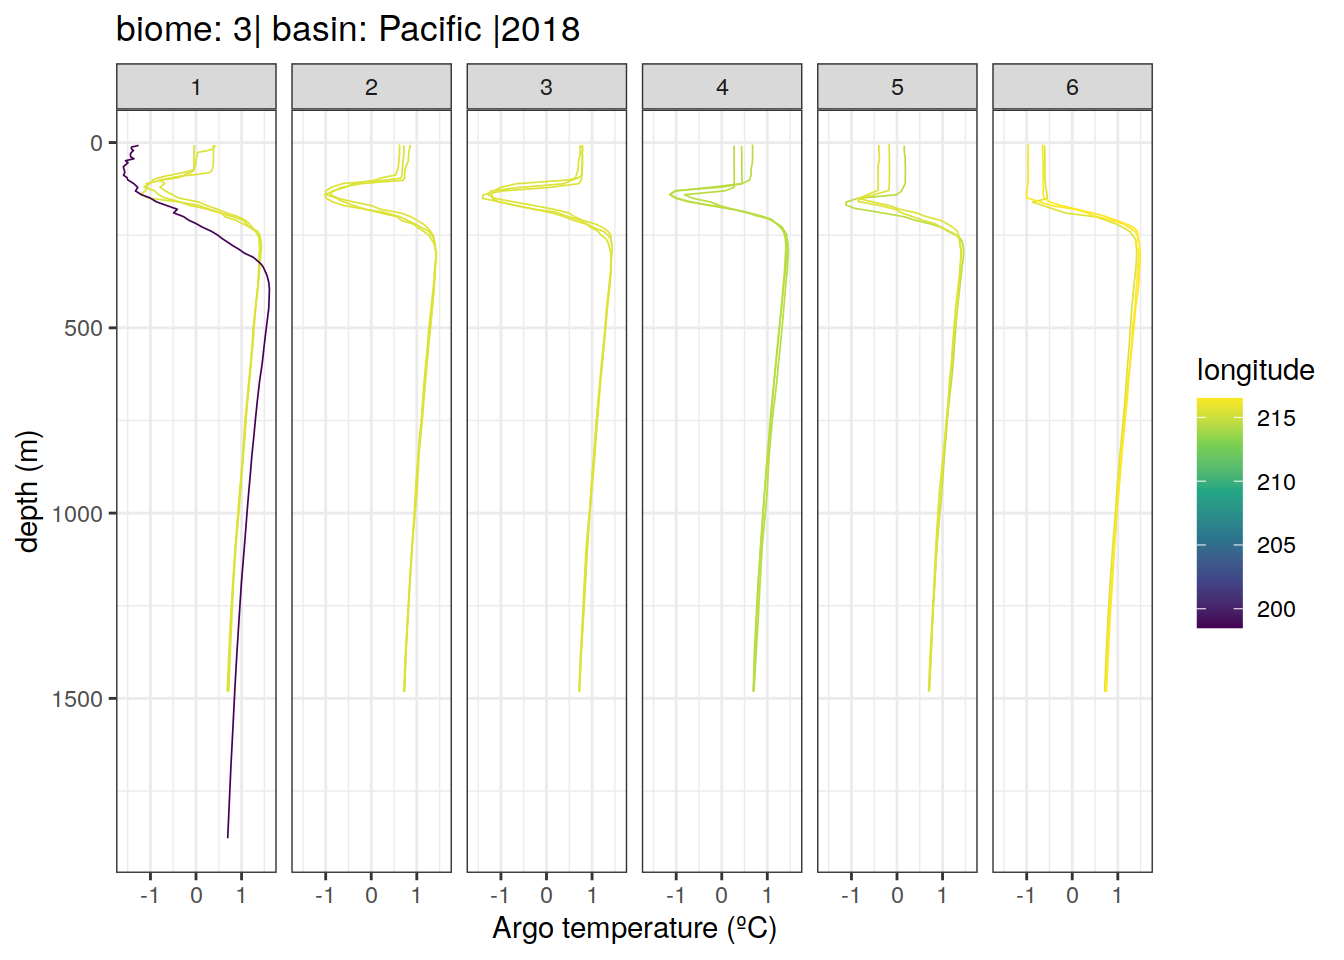 biome: 3| basin: Pacific |2018
1 2 3 4 5 6
0
500
1000
1500
depth (m)
-1 0 1 -1 0 1 -1 0 1 -1 0 1 -1 0 1 -1 0 1
Argo temperature (ºC)
longitude
215
210
205
200